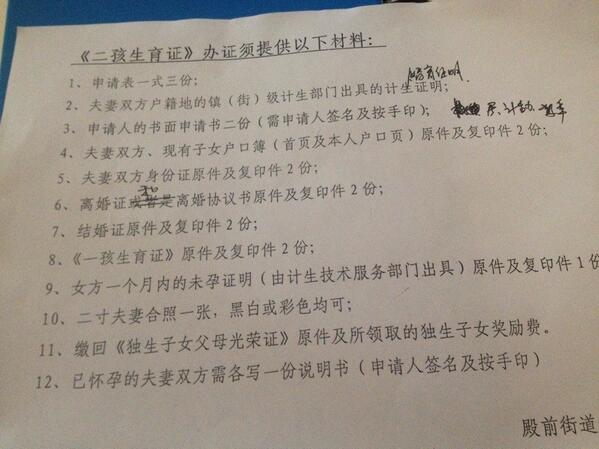 《二孩生育证》办证须提供以下材料：
1、申请表一式三份；
婚育证明
2、夫妻双方户籍地的镇（街）级计生部门出具的计生证明；
3、申请人的书面申请书二份（需申请人签名及按手印）；
4、夫妻双方、现有子女户口簿（首页及本人户口页）原件及复印件2份；
5、夫妻双方身份证原件及复印件2份；
和
6、离婚证或者是离婚协议书原件及复印件2份；
7、结婚证原件及复印件2份；
8、《一孩生育证》原件及复印件2份；
9、女方一个月内的未孕证明（由计生技术服务部门出具）原件及复印件1份
10、二寸夫妻合照一张，黑白或彩色均可；
11、缴回《独生子女父母光荣证》原件及所领取的独生子女奖励费。
12、已怀孕的夫妻双方需各写一份说明书（申请人签名及按手印）
殿前街道